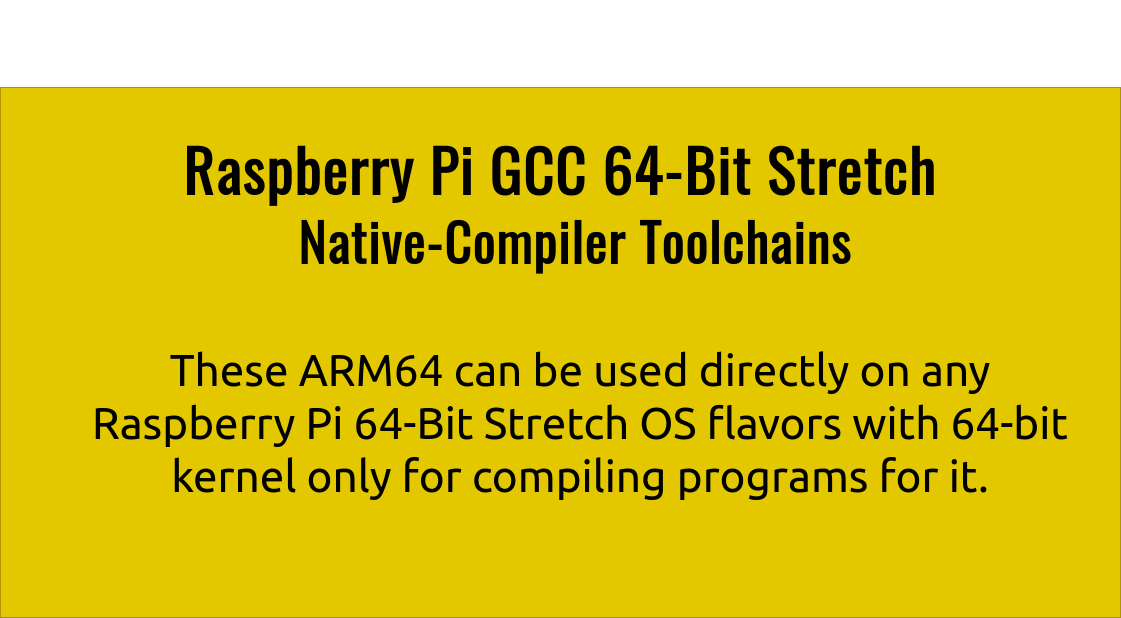 Raspberry Pi GCC 64-Bit Stretch
Native-Compiler Toolchains
These ARM64 can be used directly on any
Raspberry Pi 64-Bit Stretch OS flavors with 64-bit
kernel only for compiling programs for it.